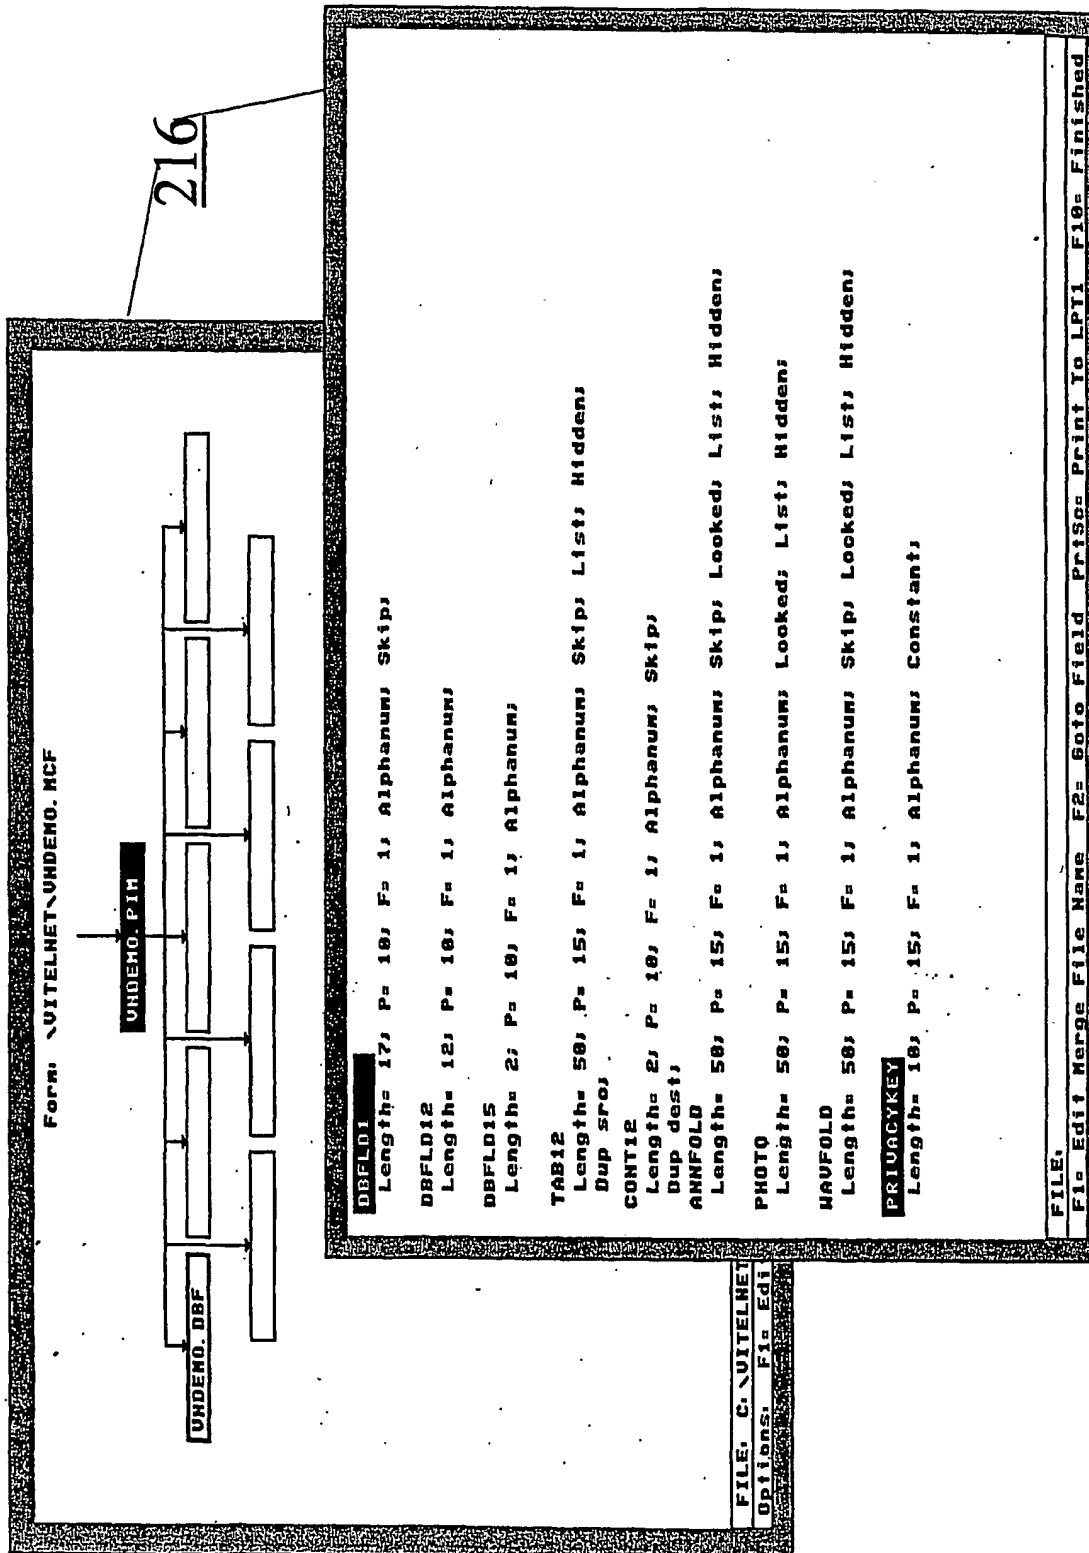 216
Form: \VITELNET\VNDEMO.MCF
VNDEMO.PIM
VNDEMO.DBF
FILE: C:\VITELNET
Options: F1= Edi
DBFLD1
Length= 17; P= 10; F= 1; Alphanum; Skip;
DBFLD12
Length= 12; P= 10; F= 1; Alphanum;
DBFLD15
Length= 2; P= 10; F= 1; Alphanum;
TAB12
Length= 50; P= 15; F= 1; Alphanum; Skip; List; Hidden;
Dup src;
CONT12
Length= 2; P= 10; F= 1; Alphanum; Skip;
Dup dest;
ANNFOLD
Length= 50; P= 15; F= 1; Alphanum; Skip; Locked; List; Hidden;
PHOTO
Length= 50; P= 15; F= 1; Alphanum; Locked; List; Hidden;
WAVFOLD
Length= 50; P= 15; F= 1; Alphanum; Skip; Locked; List; Hidden;
PRIVACYKEY
Length= 10; P= 15; F= 1; Alphanum; Constant;
FILE:
F1= Edit Merge File Name F2= Goto Field PrtSc= Print To LPT1 F10= Finished